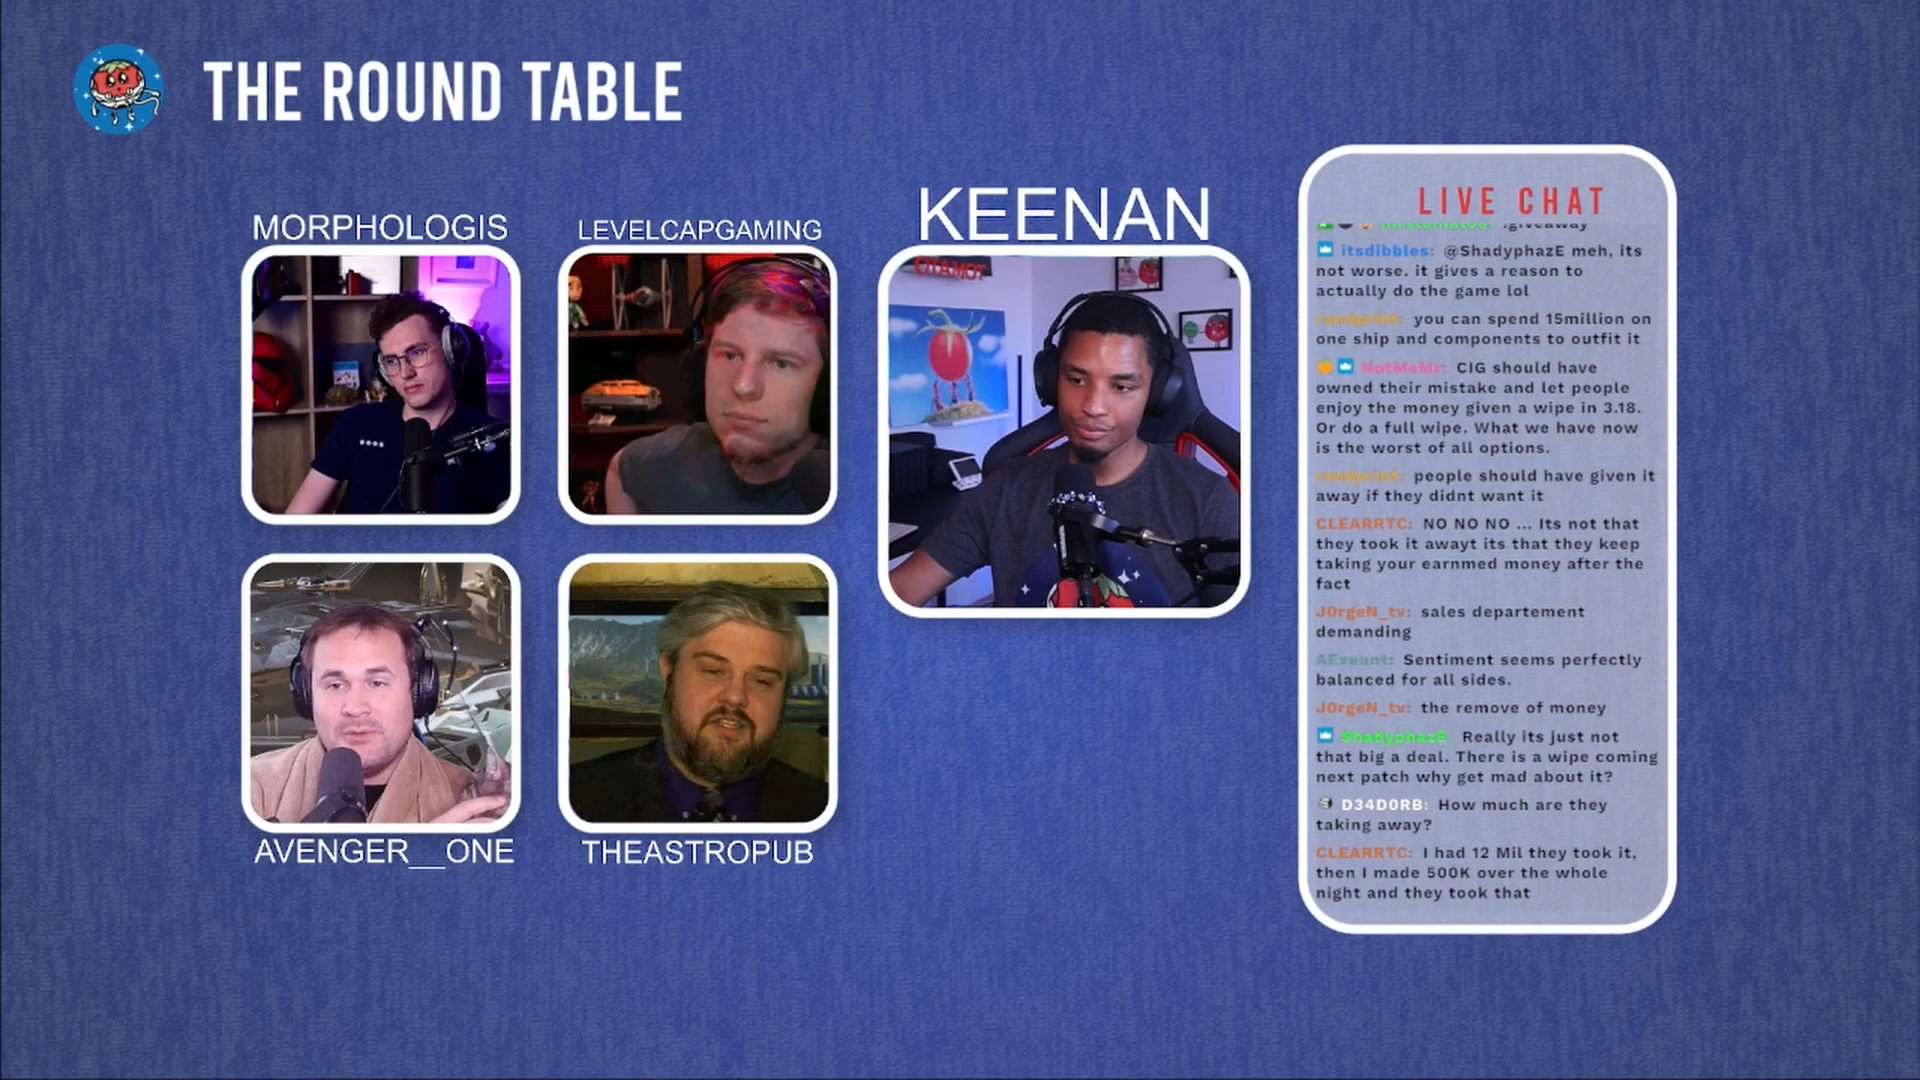 THE ROUND TABLE
MORPHOLOGIS
LEVELCAPGAMING
KEENAN
OTAMOT
AVENGER__ONE
THEASTROPUB
LIVE CHAT
:giveaway
itsdibbles: @ShadyphazE meh, its
not worse. it gives a reason to
actually do the game lol
you can spend 15million on
one ship and components to outfit it
NotMeMr: CIG should have
owned their mistake and let people
enjoy the money given a wipe in 3.18.
Or do a full wipe. What we have now
is the worst of all options.
people should have given it
away if they didnt want it
CLEARRTC: NO NO NO ... Its not that
they took it awayt its that they keep
taking your earnmed money after the
fact
J0rgeN_tv: sales departement
demanding
AExeunt: Sentiment seems perfectly
balanced for all sides.
J0rgeN_tv: the remove of money
ShadyphazE: Really its just not
that big a deal. There is a wipe coming
next patch why get mad about it?
D34D0RB: How much are they
taking away?
CLEARRTC: I had 12 Mil they took it,
then I made 500K over the whole
night and they took that